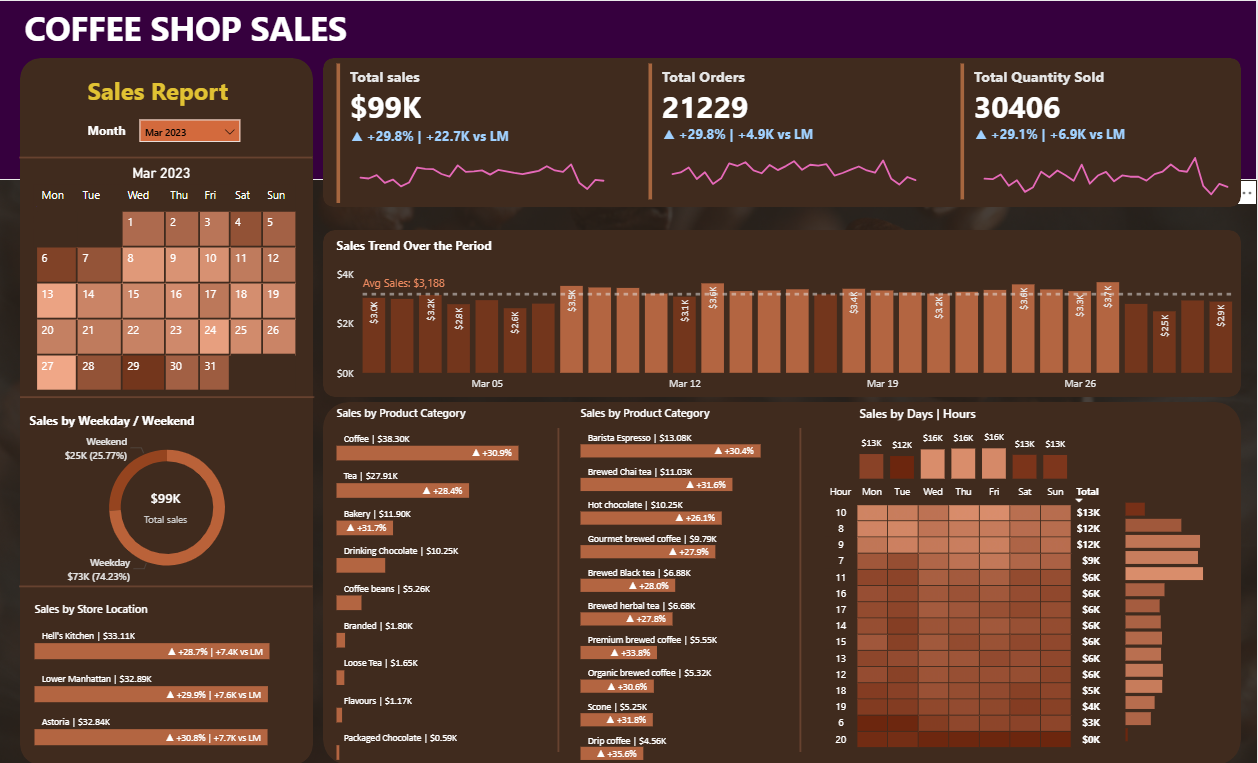 COFFEE SHOP SALES
Sales Report
Month
Mar 2023
Mar 2023
Mon Tue Wed Thu Fri Sat Sun
1 2 3 4 5
6 7 8 9 10 11 12
13 14 15 16 17 18 19
20 21 22 23 24 25 26
27 28 29 30 31
Sales by Weekday / Weekend
Weekend
$25K (25.77%)
$99K
Total sales
Weekday
$73K (74.23%)
Sales by Store Location
Hell's Kitchen | $33.11K
▲ +28.7% | +7.4K vs LM
Lower Manhattan | $32.89K
▲ +29.9% | +7.6K vs LM
Astoria | $32.84K
▲ +30.8% | +7.7K vs LM
Total sales
$99K
▲ +29.8% | +22.7K vs LM
Total Orders
21229
▲ +29.8% | +4.9K vs LM
Total Quantity Sold
30406
▲ +29.1% | +6.9K vs LM
Sales Trend Over the Period
$4K
$2K
$0K
Avg Sales: $3,188
$3.0K $3.2K $2.8K $2.6K $3.5K $3.1K $3.6K $3.4K $3.2K $3.6K $3.3K $3.7K $2.5K $2.9K
Mar 05 Mar 12 Mar 19 Mar 26
Sales by Product Category
Coffee | $38.30K
▲ +30.9%
Tea | $27.91K
▲ +28.4%
Bakery | $11.90K
▲ +31.7%
Drinking Chocolate | $10.25K
Coffee beans | $5.26K
Branded | $1.80K
Loose Tea | $1.65K
Flavours | $1.17K
Packaged Chocolate | $0.59K
Sales by Product Category
Barista Espresso | $13.08K
▲ +30.4%
Brewed Chai tea | $11.03K
▲ +31.6%
Hot chocolate | $10.25K
▲ +26.1%
Gourmet brewed coffee | $9.79K
▲ +27.9%
Brewed Black tea | $6.88K
▲ +28.0%
Brewed herbal tea | $6.68K
▲ +27.8%
Premium brewed coffee | $5.55K
▲ +33.8%
Organic brewed coffee | $5.32K
▲ +30.6%
Scone | $5.25K
▲ +31.8%
Drip coffee | $4.56K
▲ +35.6%
Sales by Days | Hours
$13K $12K $16K $16K $16K $13K $13K
Hour Mon Tue Wed Thu Fri Sat Sun Total
10 $13K
8 $12K
9 $12K
7 $9K
11 $6K
16 $6K
17 $6K
14 $6K
15 $6K
13 $6K
12 $6K
18 $5K
19 $4K
6 $3K
20 $0K